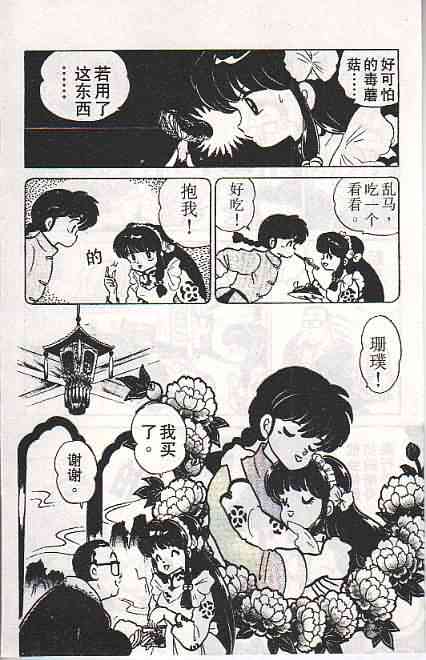 好可怕
的毒蘑
菇……
若用了
这东西
……
乱马，
吃一个
看看。
好吃！
抱我！
的
珊璞！
我买
了。
谢谢。